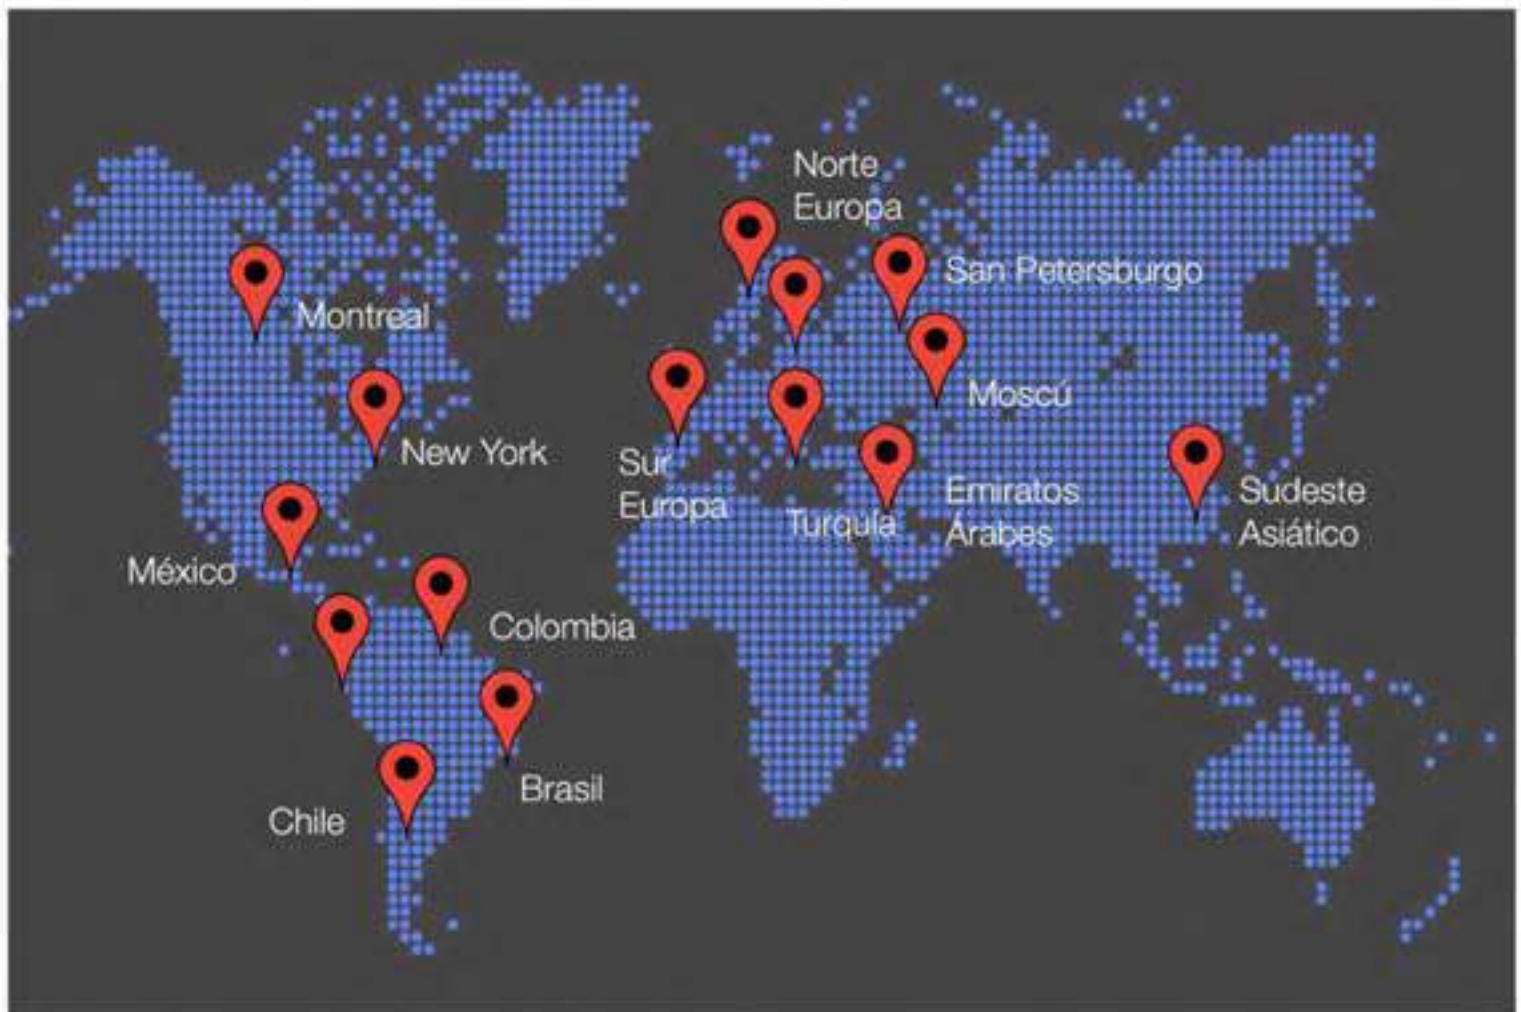 Norte
Europa
San Petersburgo
Montreal
Moscú
New York
Sur
Europa
Turquía
Emiratos
Árabes
Sudeste
Asiático
México
Colombia
Brasil
Chile